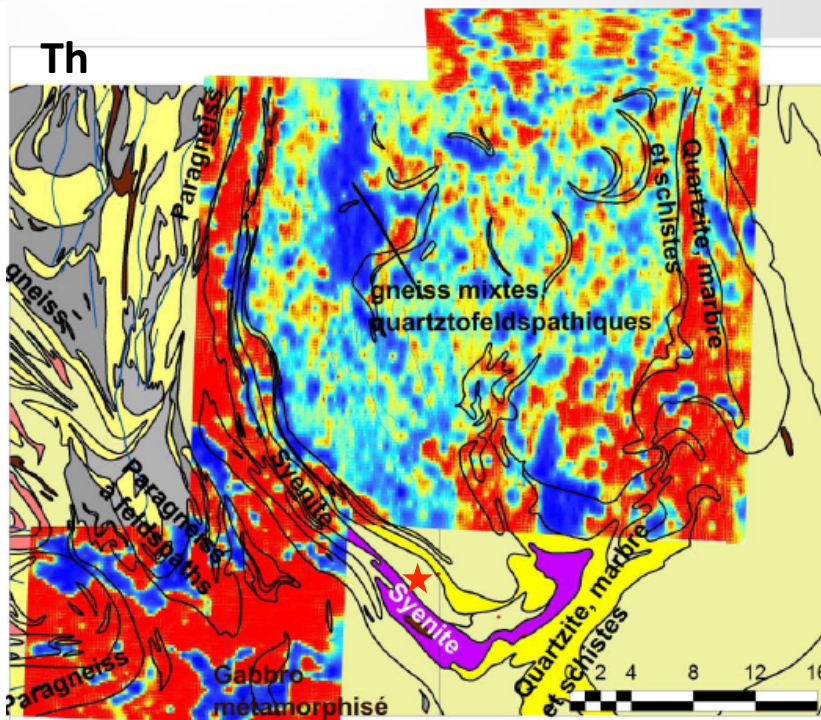 Th
Paragneiss
Quartzite, marbre
et schistes
gneiss
gneiss mixtes,
quartztofeldspathiques
Syenite
Paragneiss
à feldspaths
Syenite
Quartzite, marbre
et schistes
Paragneiss
Gabbro
métamorphisé
2 4 8 12 16